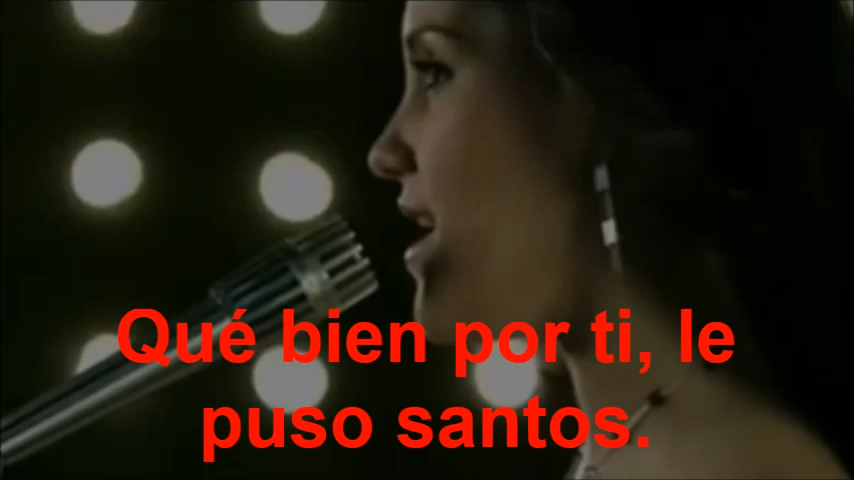 Qué bien por ti, le
puso santos.